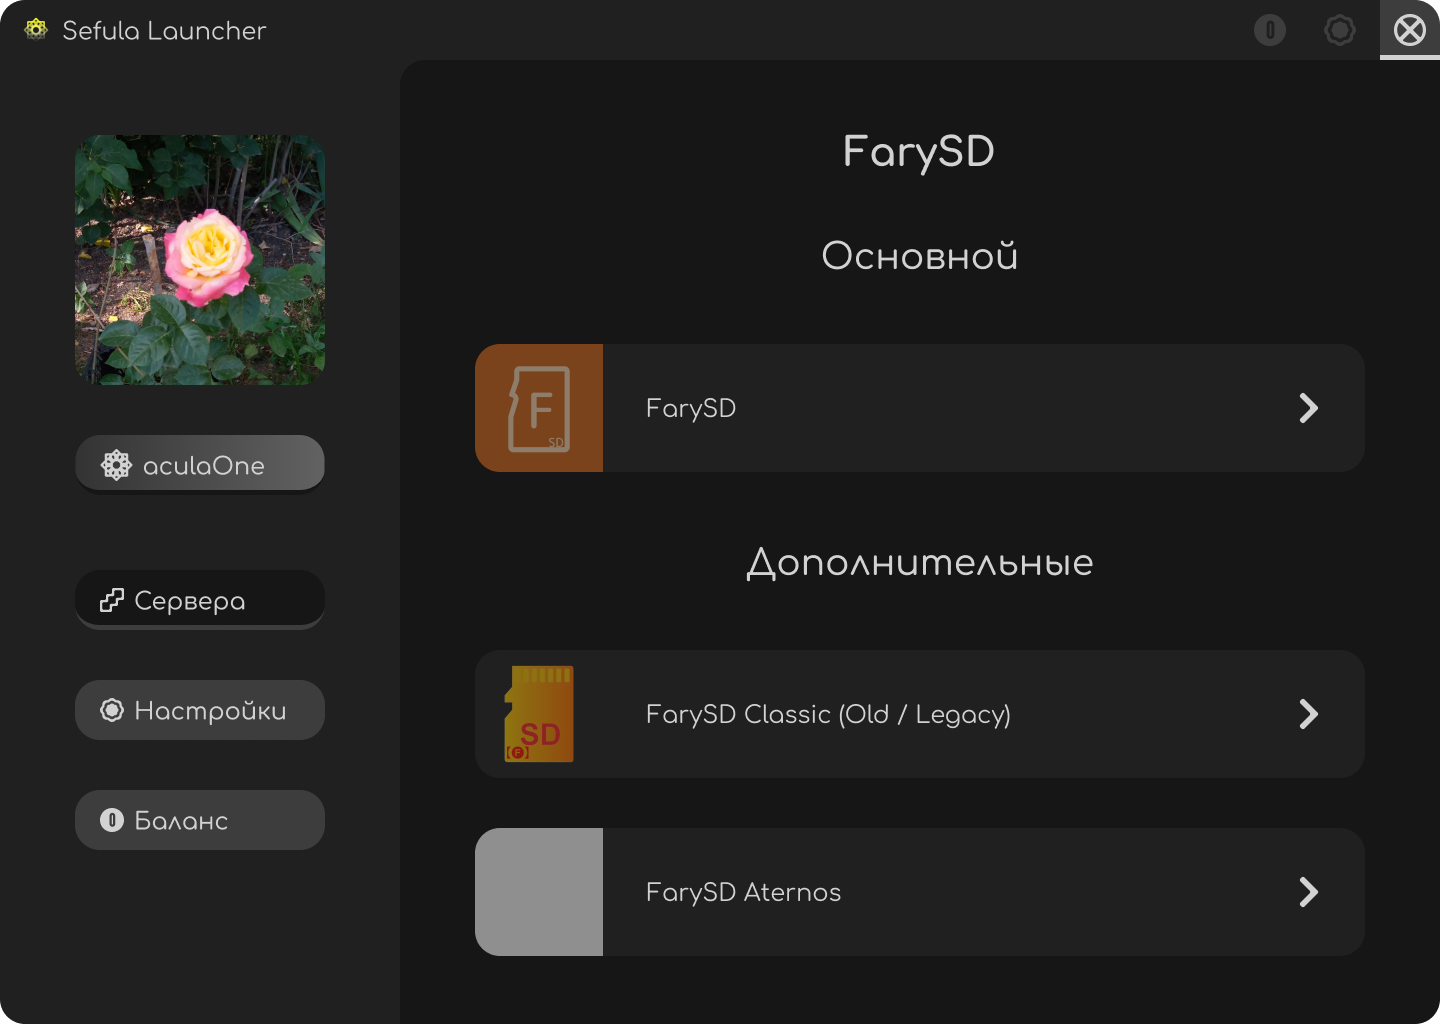 Sefula Launcher
aculaOne
Сервера
Настройки
Баланс
FarySD
Основной
F
SD
FarySD
Дополнительные
SD
[F]
FarySD Classic (Old / Legacy)
FarySD Aternos